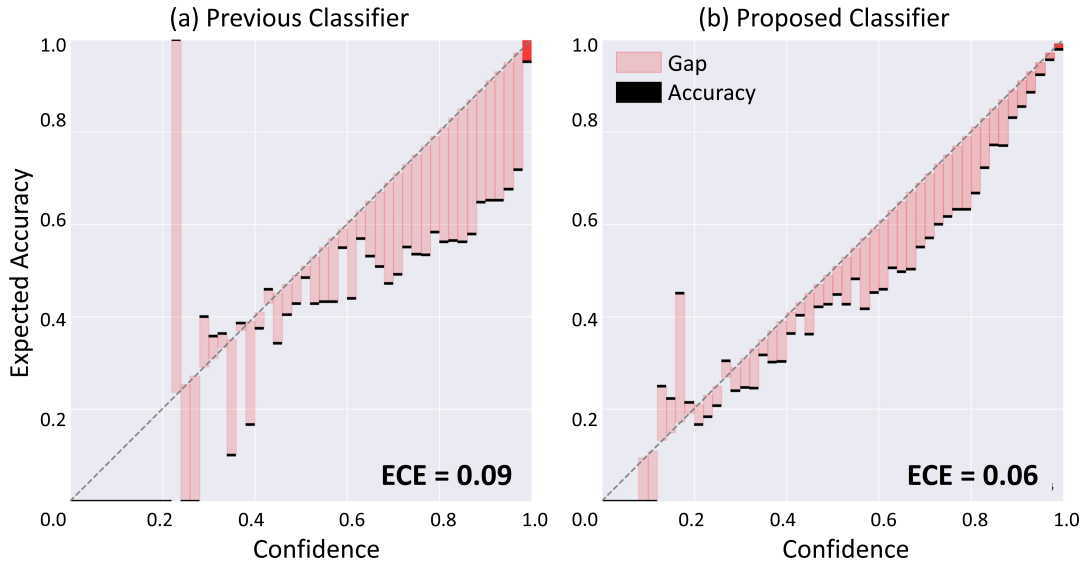 (a) Previous Classifier
(b) Proposed Classifier
1.0
0.8
0.6
0.4
0.2
0.0
Expected Accuracy
ECE = 0.09
0.2
0.4
0.6
0.8
1.0
Confidence
1.0
0.8
0.6
0.4
0.2
0.0
Gap
Accuracy
ECE = 0.06
0.2
0.4
0.6
0.8
1.0
Confidence